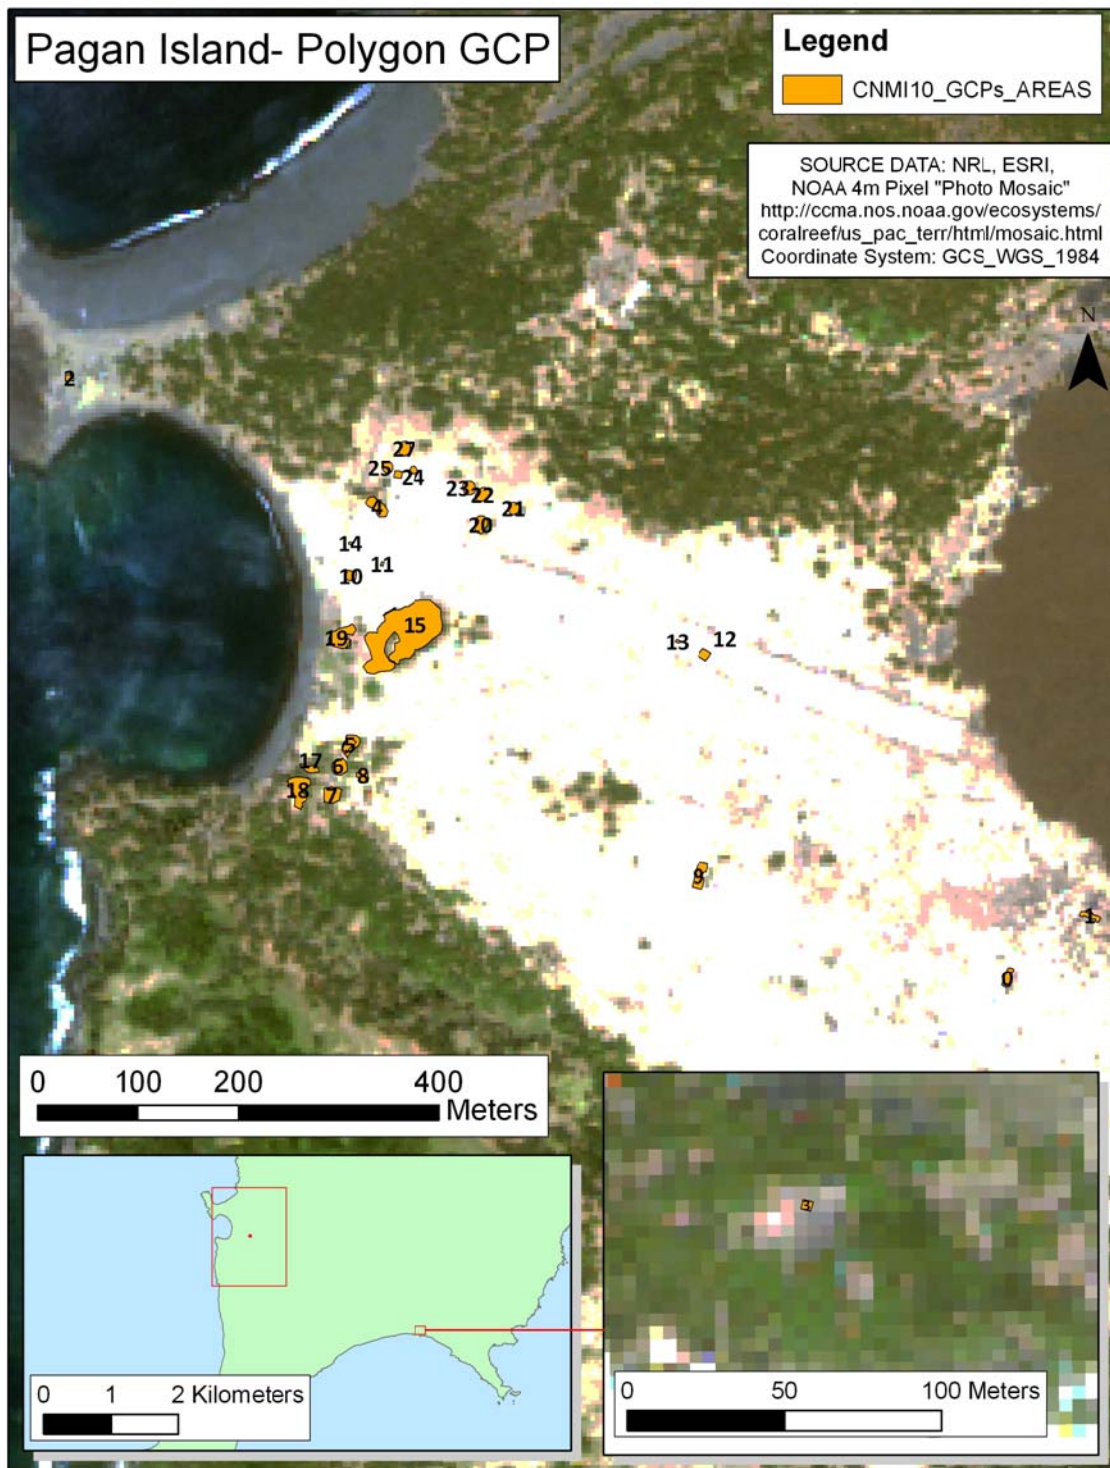 Pagan Island- Polygon GCP
Legend
CNMI10_GCPs_AREAS
SOURCE DATA: NRL, ESRI,
NOAA 4m Pixel "Photo Mosaic"
http://ccma.nos.noaa.gov/ecosystems/
coralreef/us_pac_terr/html/mosaic.html
Coordinate System: GCS_WGS_1984
N
2
27
25
24
23
22
4
21
20
14
11
10
15
19
13
12
5
17
6
8
18
7
9
1
0
0 100 200 400
Meters
3
0 1 2 Kilometers
0 50 100 Meters